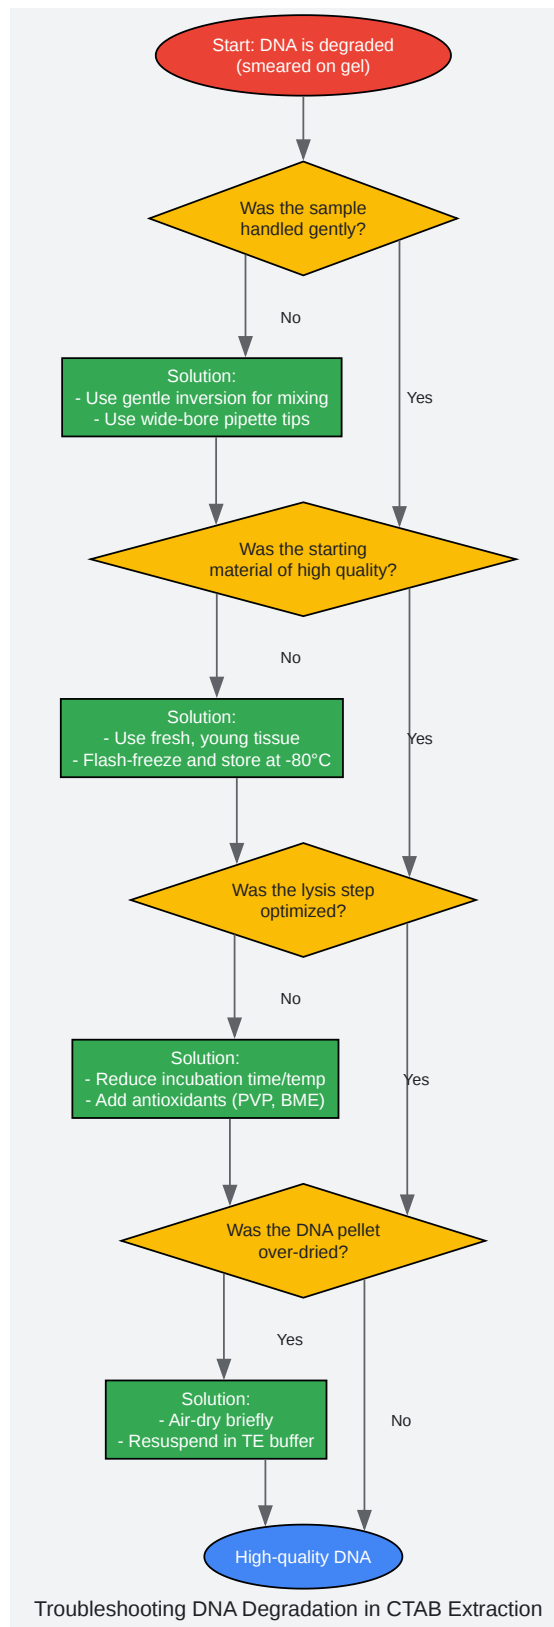 Start: DNA is degraded
(smeared on gel)
Was the sample
handled gently?
No
Solution:
- Use gentle inversion for mixing
- Use wide-bore pipette tips
Yes
Was the starting
material of high quality?
No
Solution:
- Use fresh, young tissue
- Flash-freeze and store at -80°C
Yes
Was the lysis step
optimized?
No
Solution:
- Reduce incubation time/temp
- Add antioxidants (PVP, BME)
Yes
Was the DNA pellet
over-dried?
Yes
Solution:
- Air-dry briefly
- Resuspend in TE buffer
No
High-quality DNA
Troubleshooting DNA Degradation in CTAB Extraction